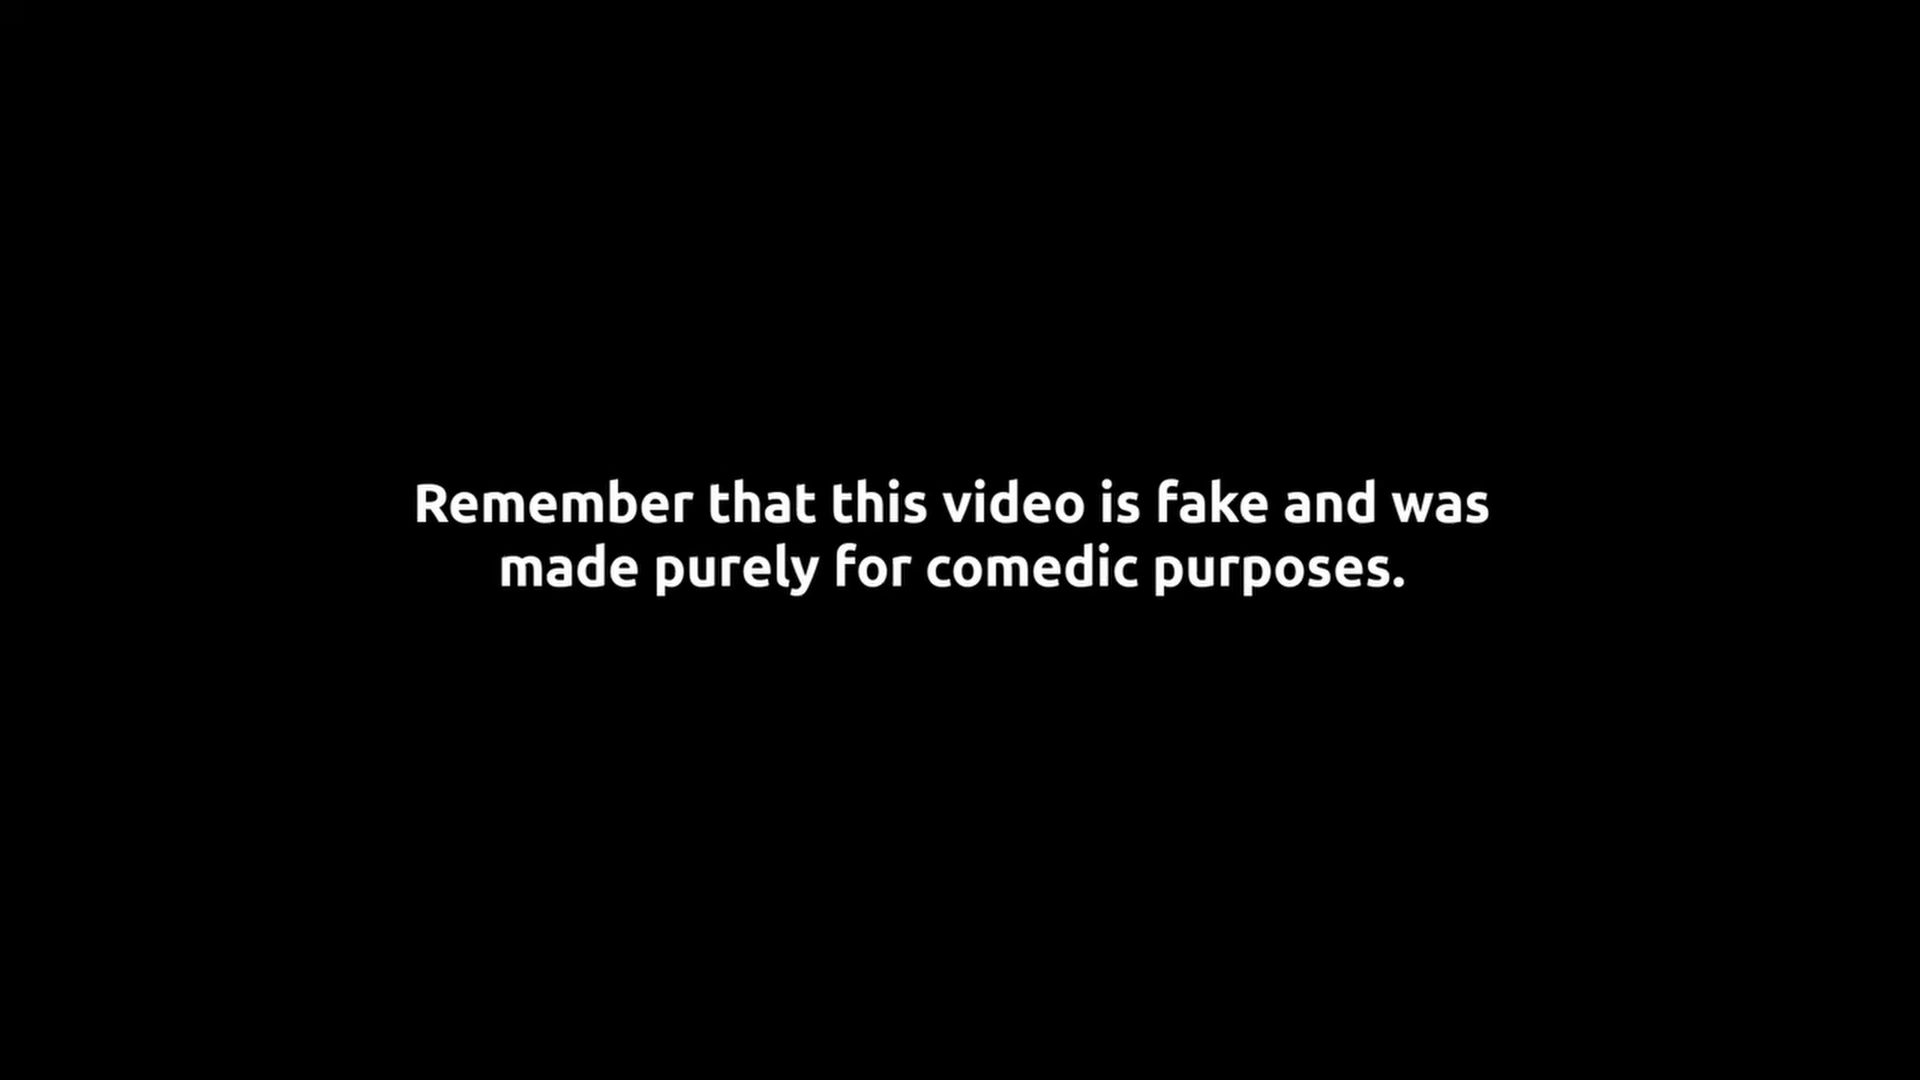 Remember that this video is fake and was
made purely for comedic purposes.